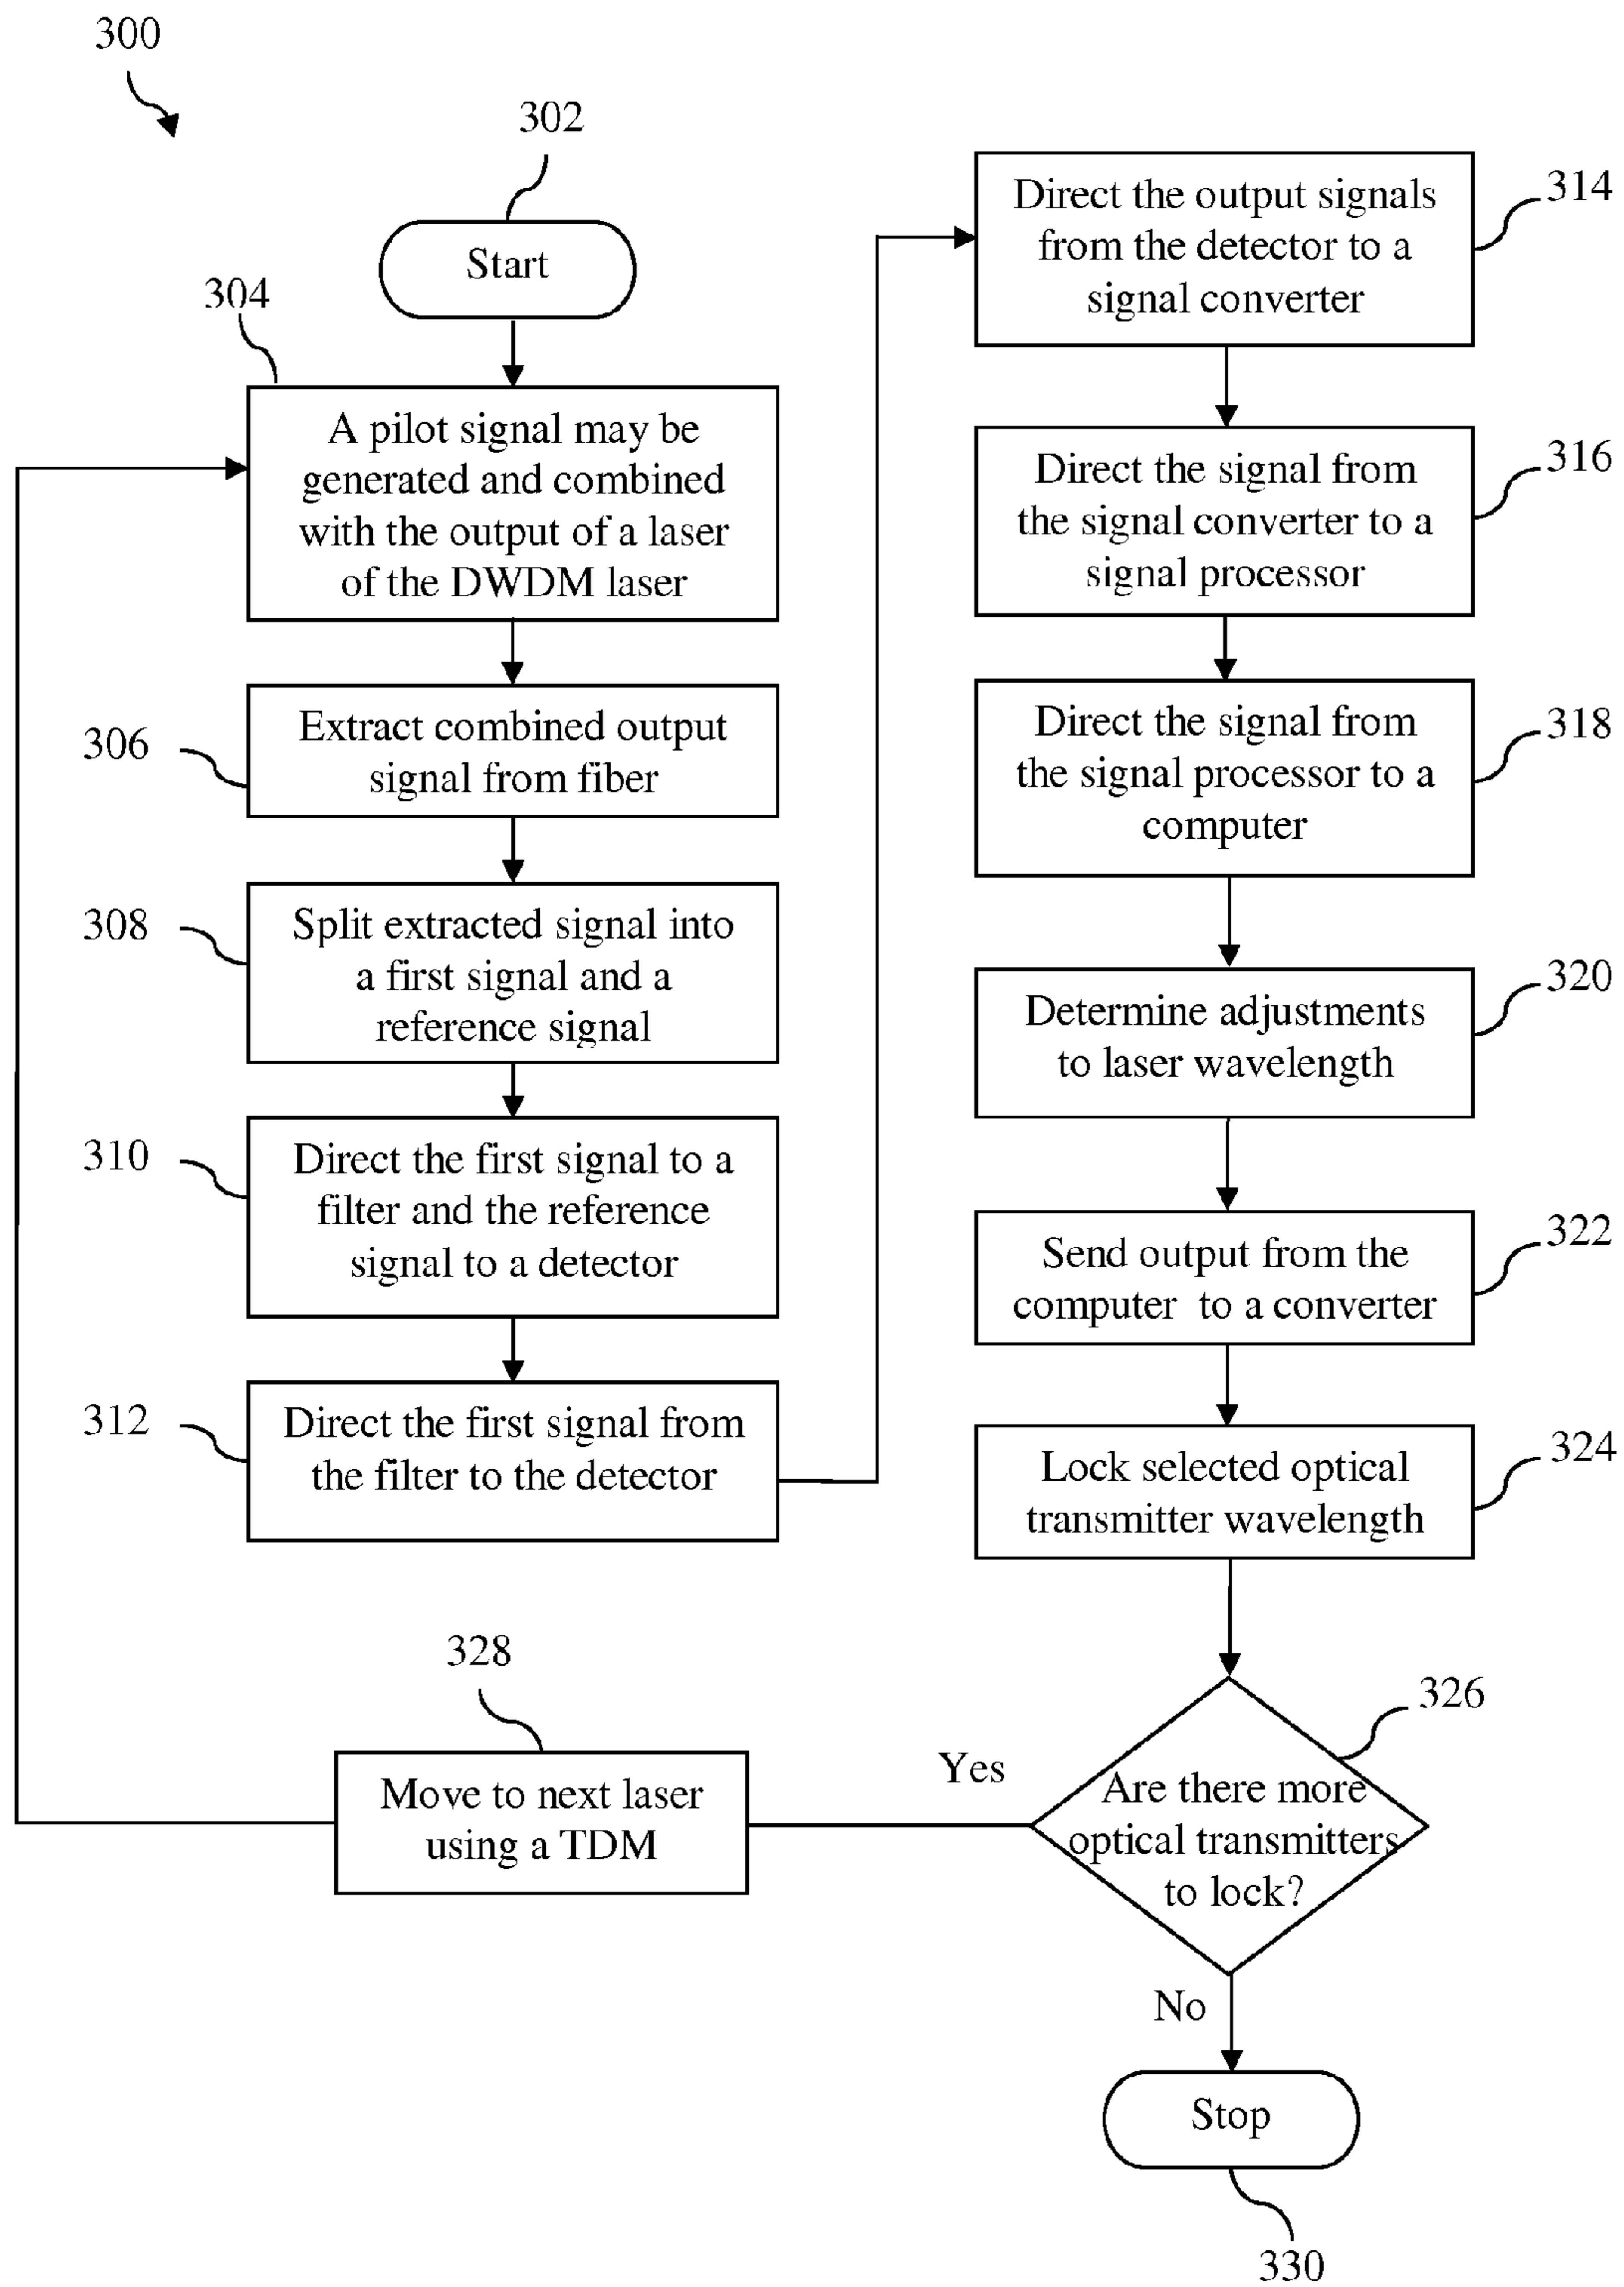 300
302
Start
304
A pilot signal may be
generated and combined
with the output of a laser
of the DWDM laser
306
Extract combined output
signal from fiber
308
Split extracted signal into
a first signal and a
reference signal
310
Direct the first signal to a
filter and the reference
signal to a detector
312
Direct the first signal from
the filter to the detector
314
Direct the output signals
from the detector to a
signal converter
316
Direct the signal from
the signal converter to a
signal processor
318
Direct the signal from
the signal processor to a
computer
320
Determine adjustments
to laser wavelength
322
Send output from the
computer to a converter
324
Lock selected optical
transmitter wavelength
326
Are there more
optical transmitters
to lock?
Yes
328
Move to next laser
using a TDM
No
Stop
330